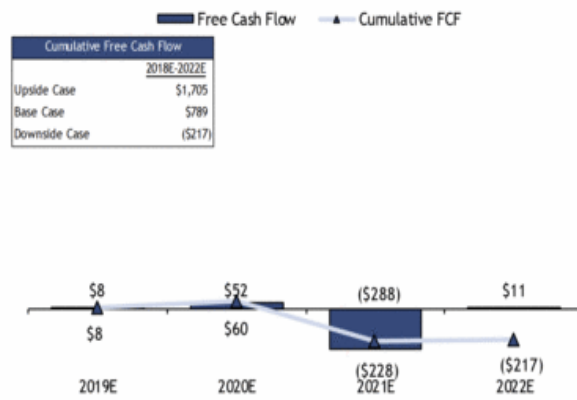 Free Cash Flow Cumulative FCF
Cumulative Free Cash Flow
2018E-2022E
Upside Case $1,705
Base Case $789
Downside Case ($217)
$8 $52 ($288) $11
$8 $60 ($228) ($217)
2019E 2020E 2021E 2022E